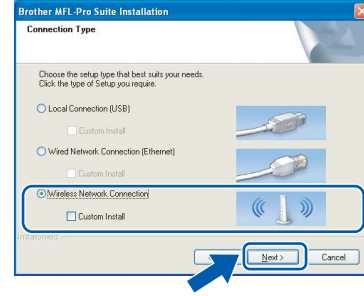 Brother MFL-Pro Suite Installation
Connection Type
Choose the setup type that best suits your needs.
Click the type of Setup you require.
Local Connection (USB)
Custom Install
Wired Network Connection (Ethernet)
Custom Install
Wireless Network Connection
Custom Install
InstallShield
Next >
Cancel